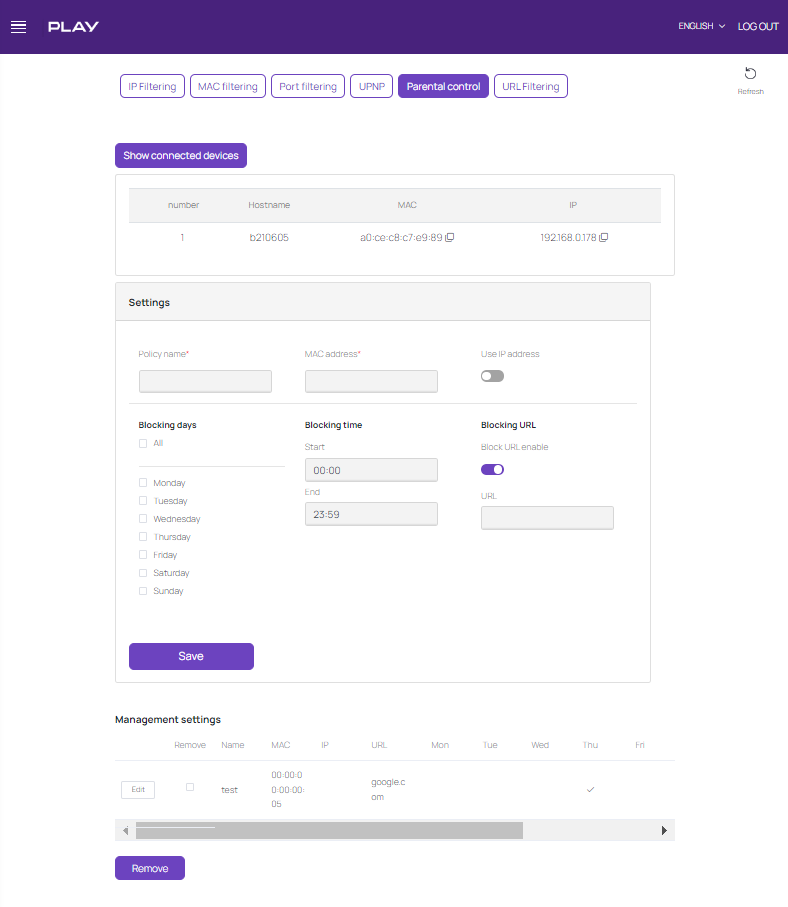 PLAY
ENGLISH
LOG OUT
IP Filtering
MAC filtering
Port filtering
UPNP
Parental control
URL Filtering
Refresh
Show connected devices
number Hostname MAC IP
1 b210605 a0:ce:c8:c7:e9:89 192.168.0.178
Settings
Policy name*
MAC address*
Use IP address
Blocking days
All
Monday
Tuesday
Wednesday
Thursday
Friday
Saturday
Sunday
Blocking time
Start
00:00
End
23:59
Blocking URL
Block URL enable
URL
Save
Management settings
Remove Name MAC IP URL Mon Tue Wed Thu Fri
Edit
test
00:00:0
0:00:00:
05
google.c
om
Remove